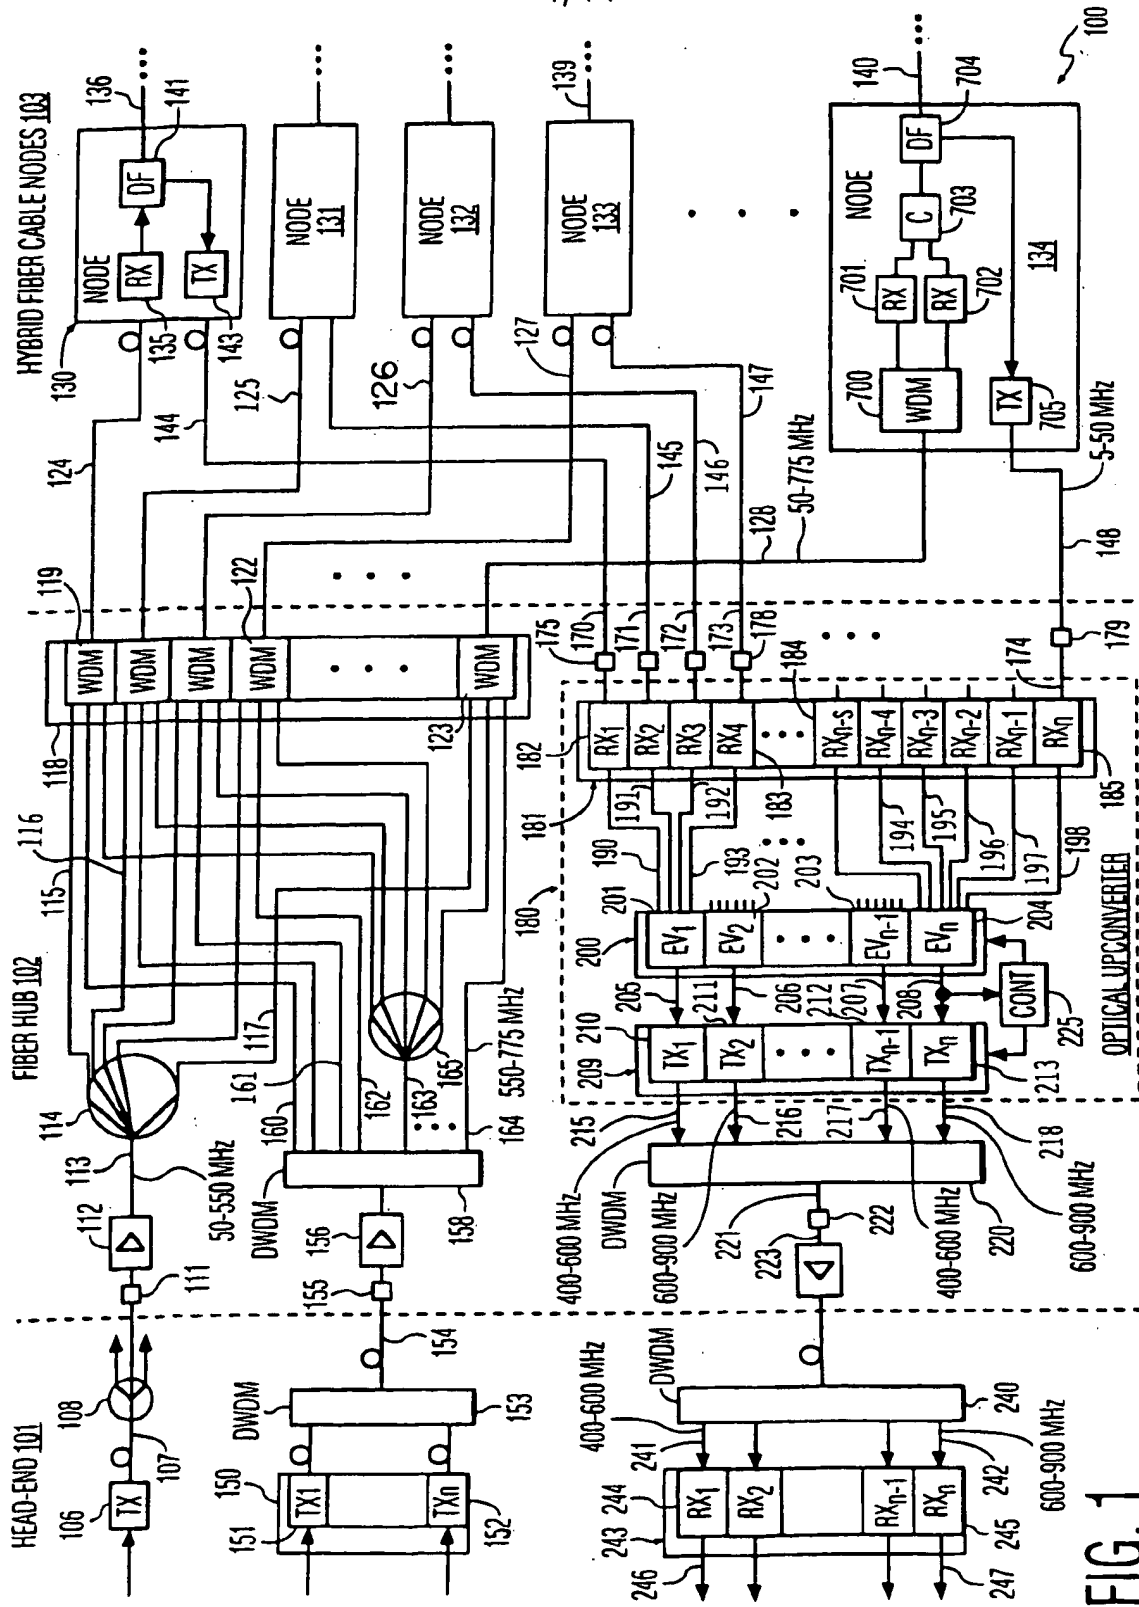 HEAD-END 101
FIBER HUB 102
HYBRID FIBER CABLE NODES 103
106
TX
107
108
111
112
113
50-550 MHz
114
115
116
117
118
WDM
119
WDM
WDM
WDM
122
WDM
123
124
144
125
126
127
130
NODE
RX
135
DF
141
TX
143
136
NODE
131
NODE
132
NODE
133
139
145
146
147
128
50-775 MHz
NODE
134
700
WDM
701
RX
RX
702
C
703
DF
704
TX
705
140
100
5-50 MHz
148
150
TX1
151
TXn
152
DWDM
153
154
155
156
DWDM
158
160
161
162
163
164
165
550-775 MHz
175
170
171
172
173
178
174
179
180
181
182
RX1
RX2
RX3
RX4
183
184
RXn-s
RXn-4
RXn-3
RXn-2
RXn-1
RXn
185
190
191
192
193
194
195
196
197
198
200
201
EV1
EV2
202
203
EVn-1
EVn
204
205
206
207
208
209
210
TX1
211
TX2
212
TXn-1
TXn
213
CONT
225
OPTICAL UPCONVERTER
215
216
217
218
400-600 MHz
DWDM
600-900 MHz
400-600 MHz
600-900 MHz
220
221
222
223
DWDM
240
400-600 MHz
241
242
600-900 MHz
243
244
RX1
RX2
RXn-1
RXn
245
246
247
FIG. 1